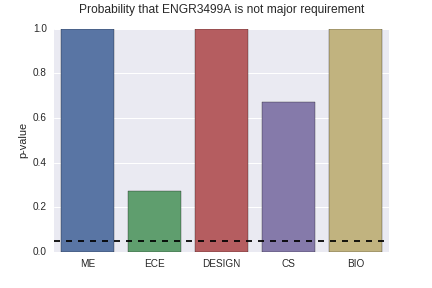 Probability that ENGR3499A is not major requirement
1.0
0.8
0.6
0.4
0.2
0.0
p-value
ME ECE DESIGN CS BIO